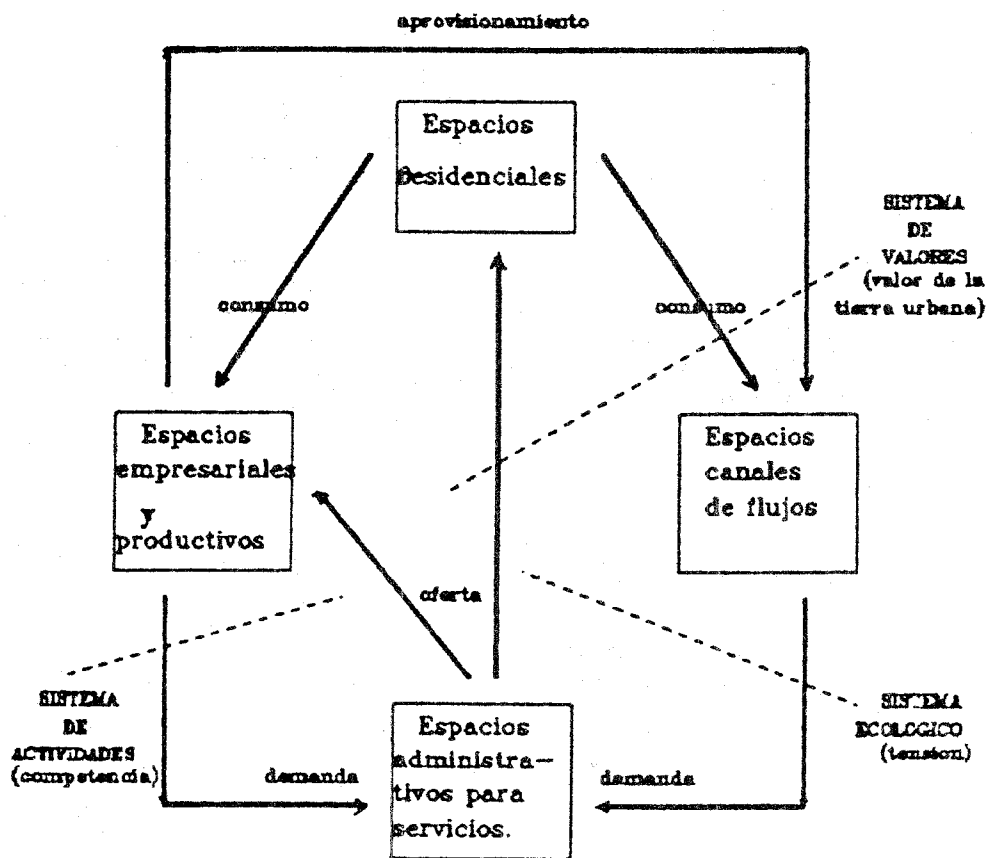 aprovisionamiento
Espacios
Residenciales
SISTEMA
DE
VALORES
(valor de la
tierra urbana)
consumo
consumo
Espacios
empresariales
y
productivos
Espacios
canales
de flujos
oferta
SISTEMA
DE
ACTIVIDADES
(competencia)
Espacios
administra-
tivos para
servicios.
SISTEMA
ECOLOGICO
(tension)
demanda
demanda